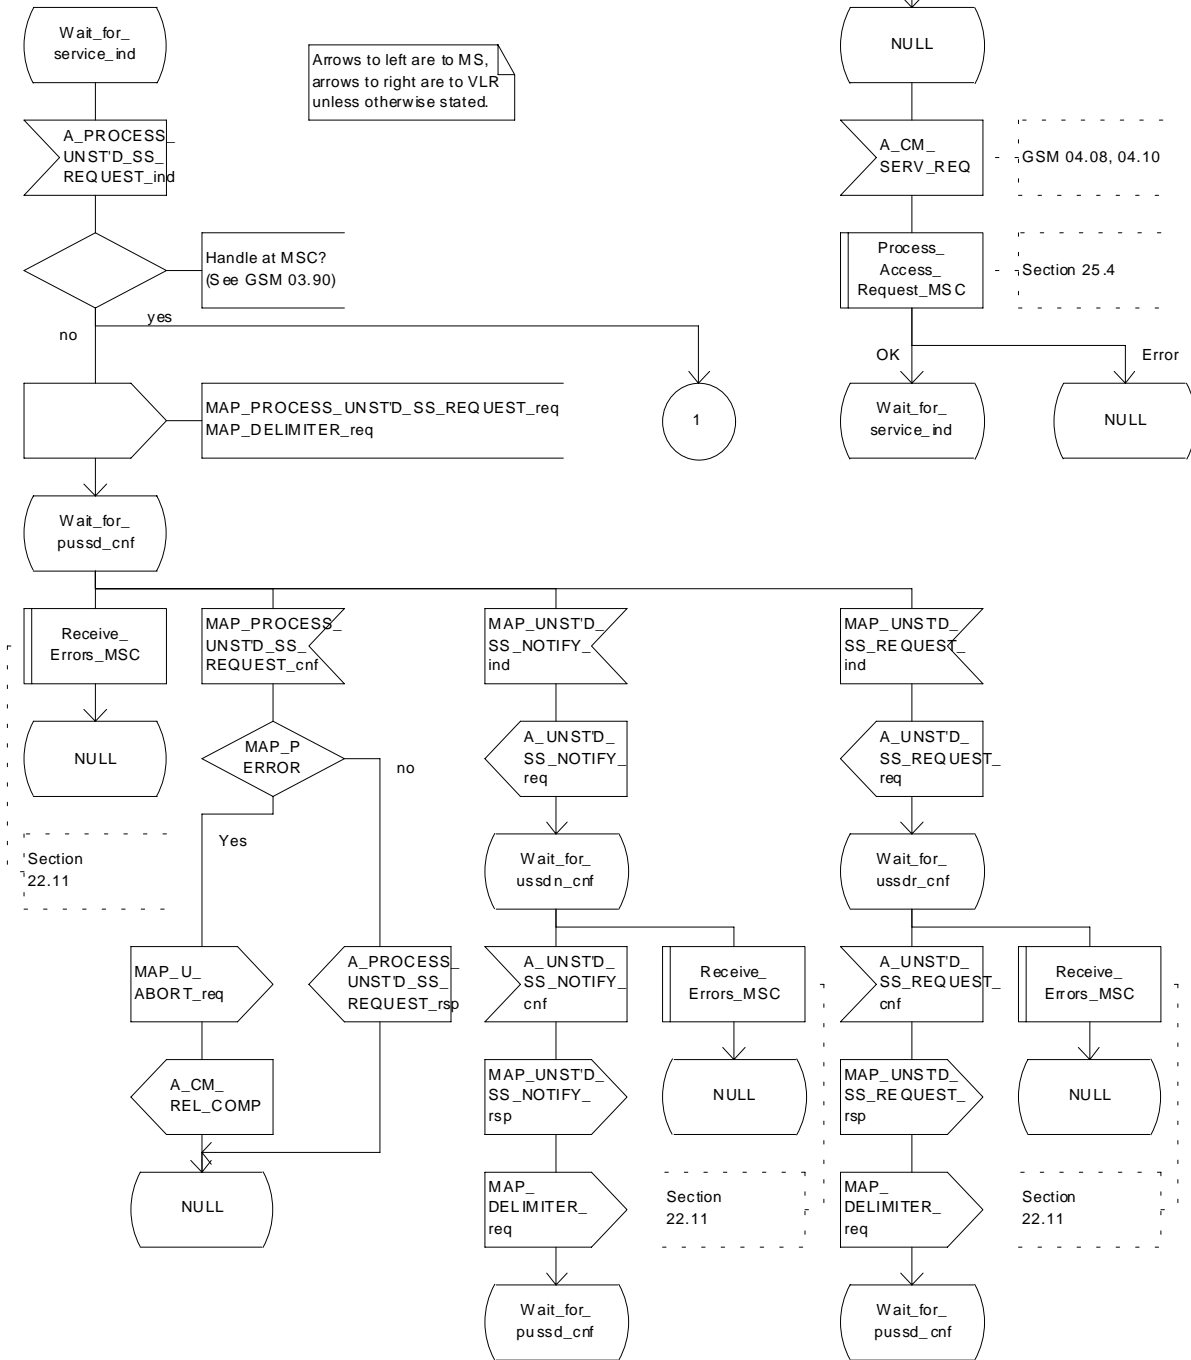 Wait_for_
service_ind
Arrows to left are to MS,
arrows to right are to VLR
unless otherwise stated.
NULL
A_PROCESS_
UNST'D_SS_
REQUEST_ind
A_CM_
SERV_REQ
GSM 04.08, 04.10
Handle at MSC?
(See GSM 03.90)
Process_
Access_
Request_MSC
Section 25.4
no
yes
OK
Error
MAP_PROCESS_UNST'D_SS_REQUEST_req
MAP_DELIMITER_req
1
Wait_for_
service_ind
NULL
Wait_for_
pussd_cnf
Receive_
Errors_MSC
MAP_PROCESS_
UNST'D_SS_
REQUEST_cnf
MAP_UNST'D_
SS_NOTIFY_
ind
MAP_UNST'D_
SS_REQUEST_
ind
NULL
MAP_P
ERROR
no
A_UNST'D_
SS_NOTIFY_
req
A_UNST'D_
SS_REQUEST_
req
Yes
Section
22.11
Wait_for_
ussdn_cnf
Wait_for_
ussdr_cnf
MAP_U_
ABORT_req
A_PROCESS_
UNST'D_SS_
REQUEST_rsp
A_UNST'D_
SS_NOTIFY_
cnf
Receive_
Errors_MSC
A_UNST'D_
SS_REQUEST_
cnf
Receive_
Errors_MSC
A_CM_
REL_COMP
MAP_UNST'D_
SS_NOTIFY_
rsp
NULL
MAP_UNST'D_
SS_REQUEST_
rsp
NULL
NULL
MAP_
DELIMITER_
req
Section
22.11
MAP_
DELIMITER_
req
Section
22.11
Wait_for_
pussd_cnf
Wait_for_
pussd_cnf